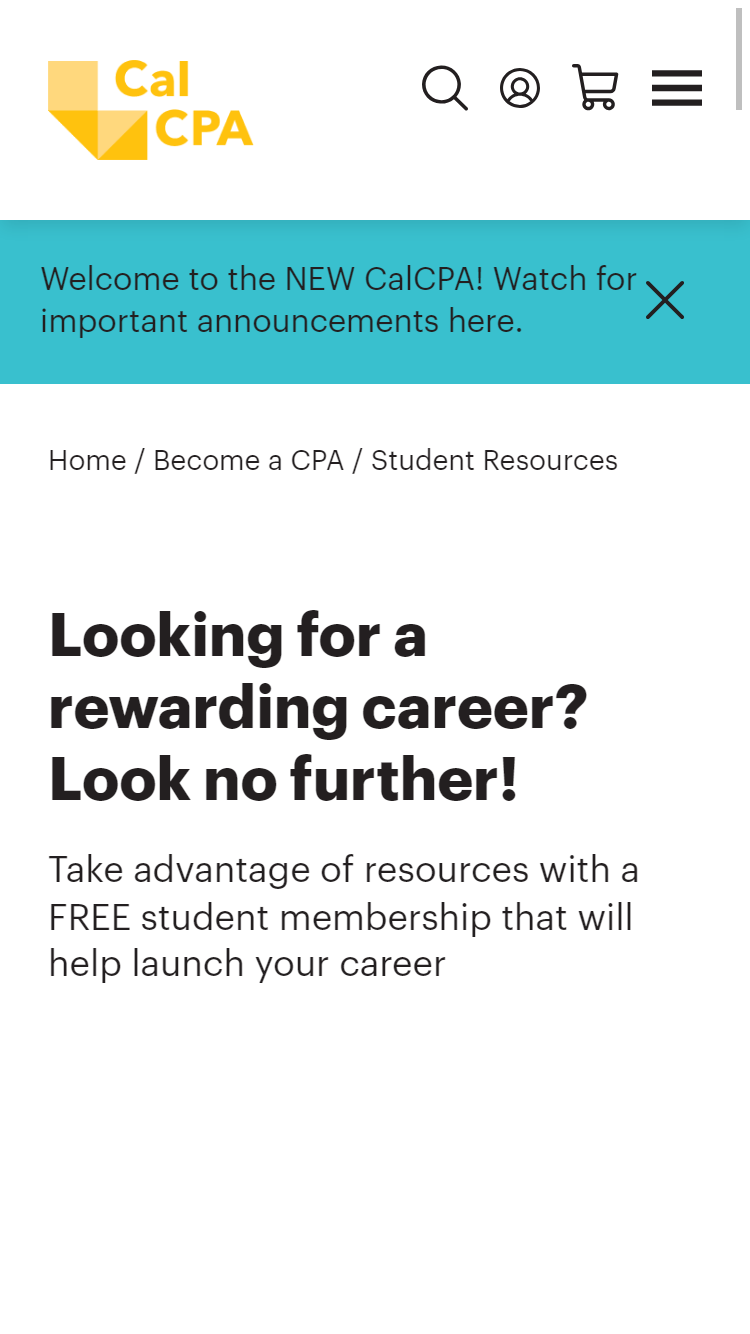 Cal
CPA
Welcome to the NEW CalCPA! Watch for
important announcements here.
Home / Become a CPA / Student Resources
Looking for a
rewarding career?
Look no further!
Take advantage of resources with a
FREE student membership that will
help launch your career